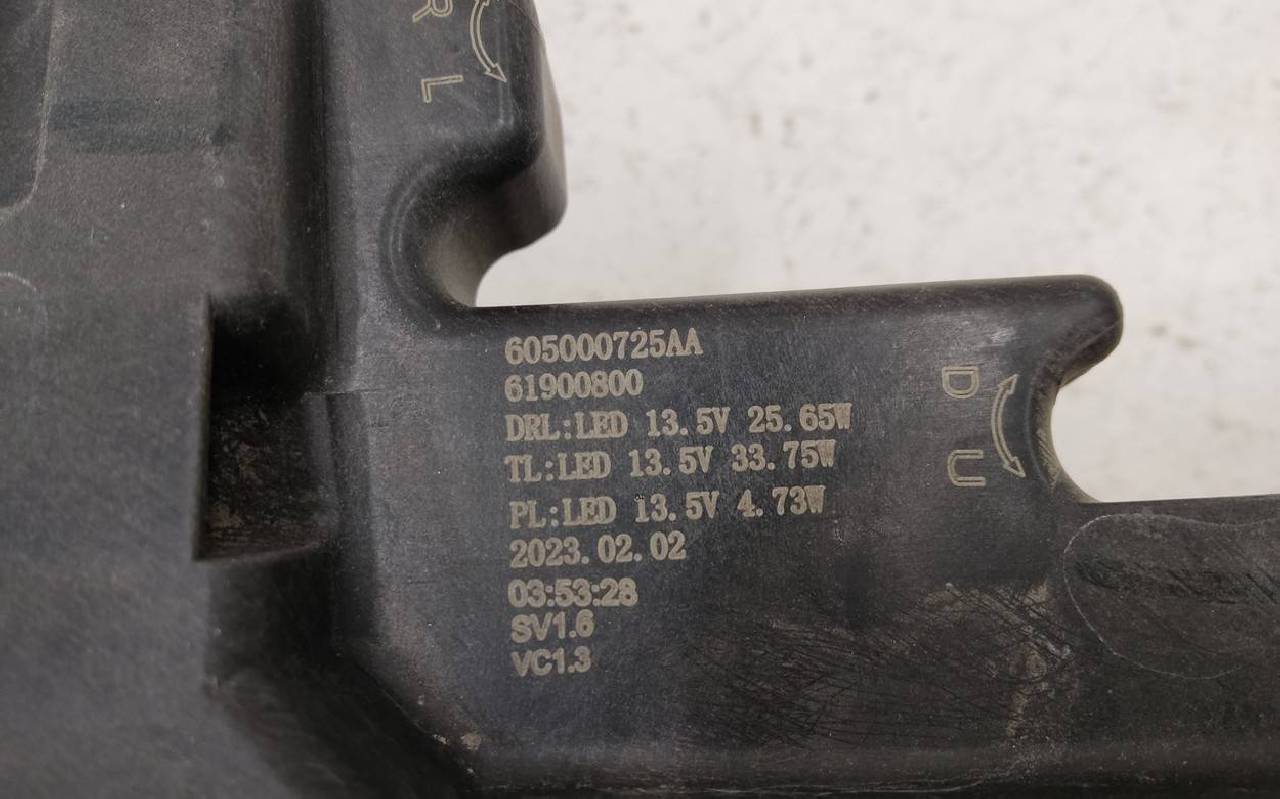 R
L
605000725AA
61900800
DRL:LED 13.5V 25.65W
TL:LED 13.5V 33.75W
PL:LED 13.5V 4.73W
2023.02.02
03:53:28
SV1.6
VC1.3
D
U